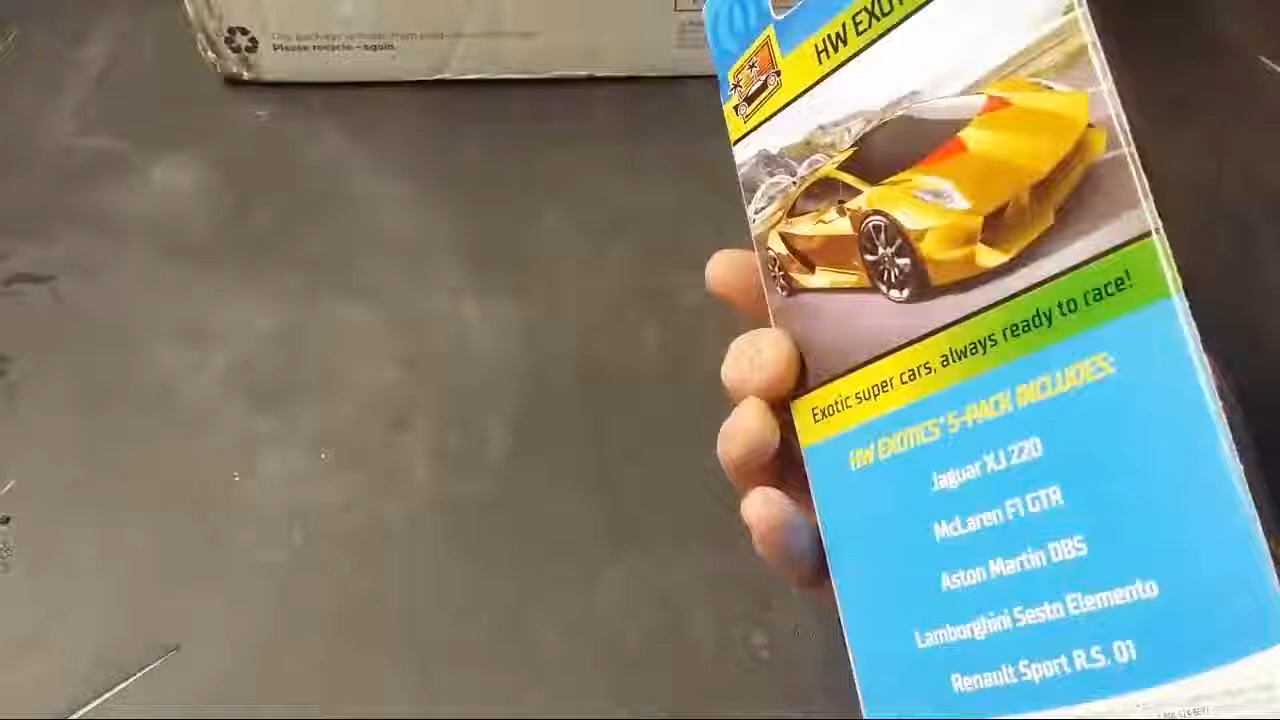 Please recycle - again.
HW EXOT
Exotic super cars, always ready to race!
HW EXOTICS® 5-PACK INCLUDES:
Jaguar XJ 220
McLaren F1 GTR
Aston Martin DBS
Lamborghini Sesto Elemento
Renault Sport R.S. 01